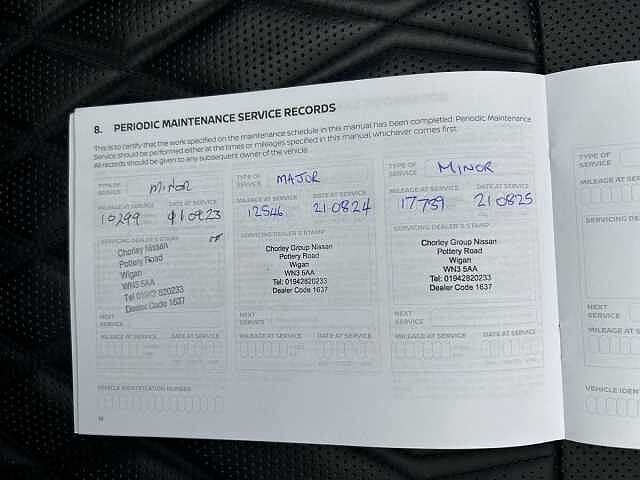 8. PERIODIC MAINTENANCE SERVICE RECORDS
This is to certify that the work specified on the maintenance schedule in this manual has been completed. Periodic Maintenance
Service should be performed either at the times or mileages specified in this manual, whichever comes first.
All records should be given to any subsequent owner of the vehicle.
TYPE OF
SERVICE
Minor
MILEAGE AT SERVICE
DATE AT SERVICE
10299
SERVICING DEALER'S STAMP
Chorley Nissan
Pottery Road
Wigan
WN5 5AA
Tel 01942 820233
Dealer Code 1637
NEXT
SERVICE
MILEAGE AT SERVICE
DATE AT SERVICE
VEHICLE IDENTIFICATION NUMBER
TYPE OF
SERVICE
MAJOR
MILEAGE AT SERVICE
DATE AT SERVICE
12546
210824
SERVICING DEALER'S STAMP
Chorley Group Nissan
Pottery Road
Wigan
WN3 5AA
Tel: 01942820233
Dealer Code 1637
NEXT
SERVICE
MILEAGE AT SERVICE
DATE AT SERVICE
TYPE OF
SERVICE
MINOR
MILEAGE AT SERVICE
DATE AT SERVICE
210825
SERVICING DEALER'S STAMP
Chorley Group Nissan
Pottery Road
Wigan
WN3 5AA
Tel: 01942820233
Dealer Code 1637
NEXT
SERVICE
MILEAGE AT SERVICE
DATE AT SERVICE
TYPE OF
SERVICE
MILEAGE AT SER
SERVICING DEA
NEXT
SERVICE
MILEAGE AT S
VEHICLE IDENT